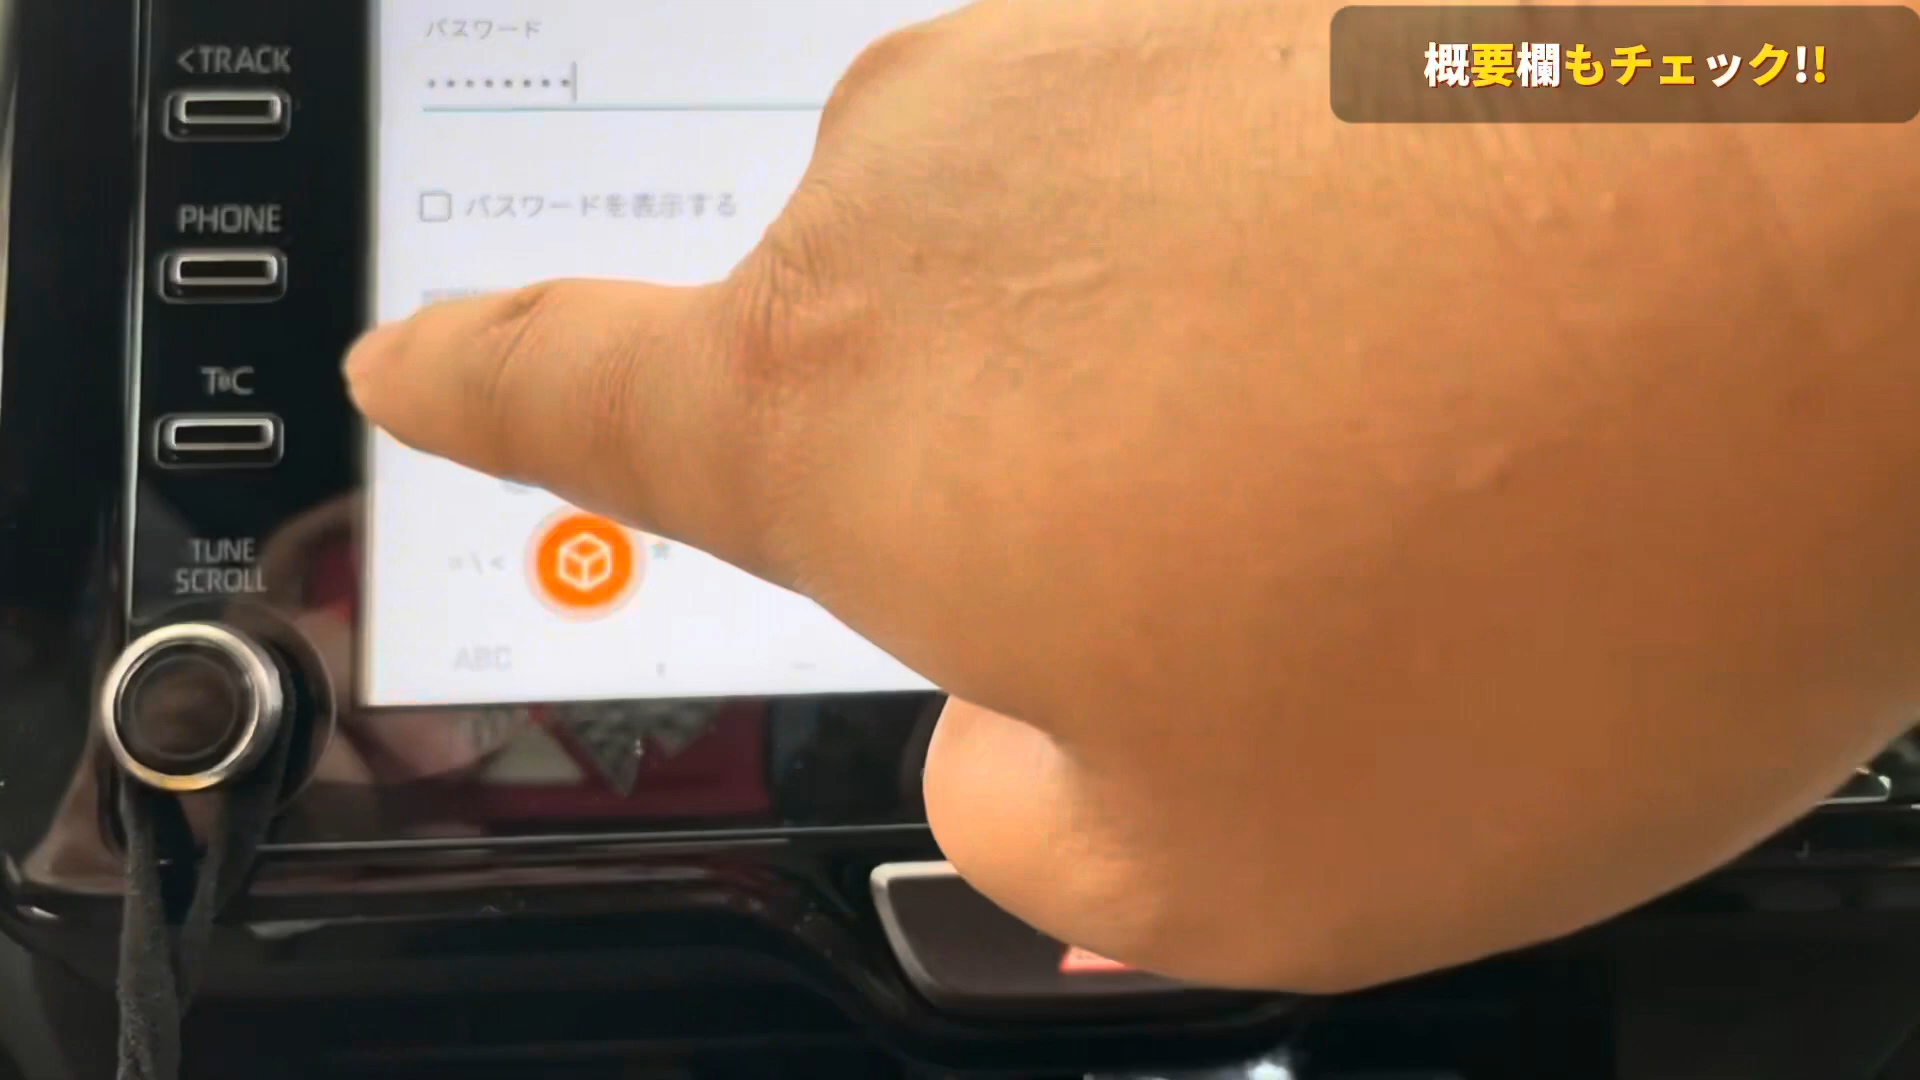 概要欄もチェック!!
<TRACK
パスワード
••••••••
パスワードを表示する
PHONE
T•C
TUNE
SCROLL
= \ <
*
ABC